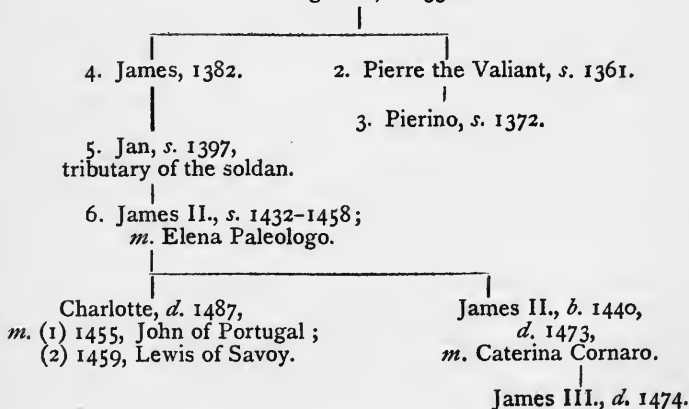 4. James, 1382. 2. Pierre the Valiant, s. 1361.
3. Pierino, s. 1372.
5. Jan, s. 1397,
tributary of the soldan.
6. James II., s. 1432-1458;
m. Elena Paleologo.
Charlotte, d. 1487, James II., b. 1440,
m. (1) 1455, John of Portugal; d. 1473,
(2) 1459, Lewis of Savoy. m. Caterina Cornaro.
James III., d. 1474.